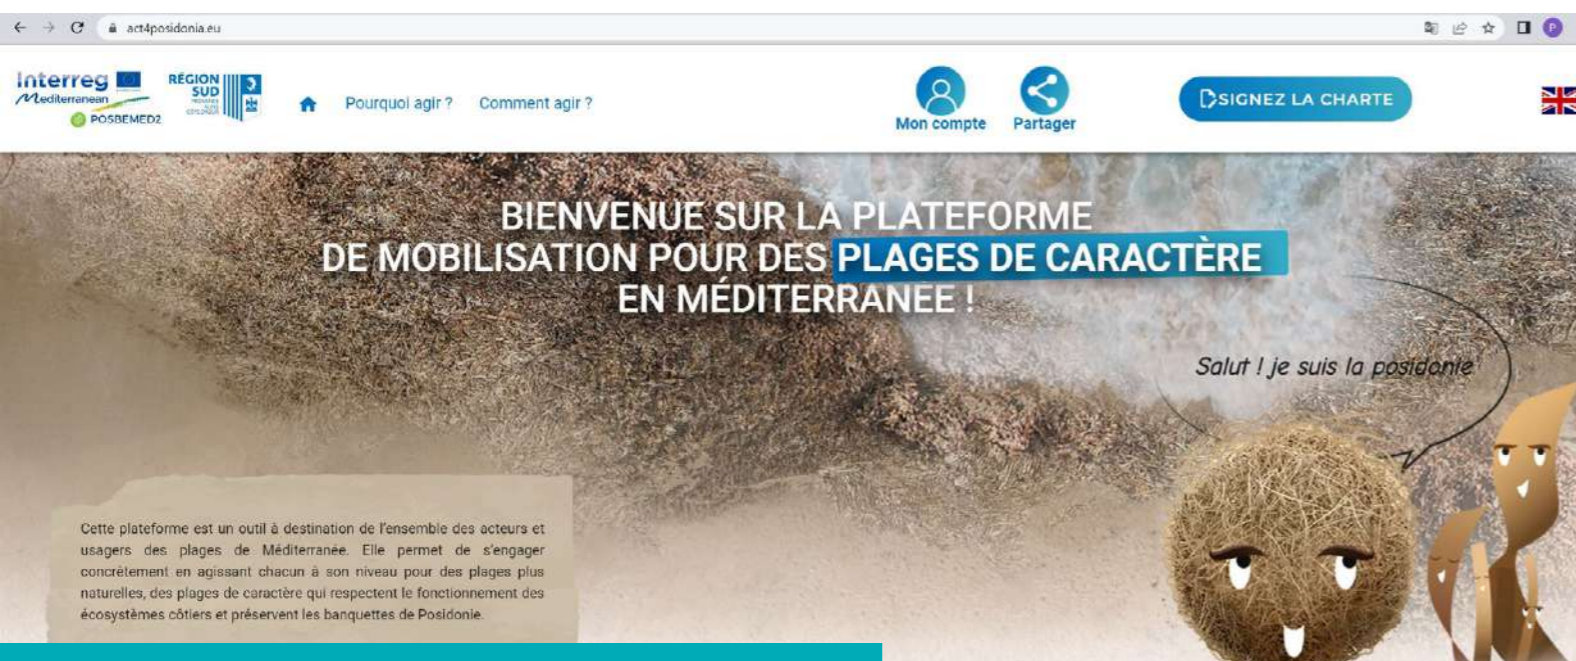 act4posidonia.eu
P
Interreg
Mediterranean
POSBEMED2
RÉGION
SUD
Pourquoi agir ?
Comment agir ?
Mon compte
Partager
SIGNEZ LA CHARTE
BIENVENUE SUR LA PLATEFORME
DE MOBILISATION POUR DES PLAGES DE CARACTÈRE
EN MÉDITERRANÉE !
Salut ! je suis la posidonie
Cette plateforme est un outil à destination de l'ensemble des acteurs et
usagers des plages de Méditerranée. Elle permet de s'engager
concrètement en agissant chacun à son niveau pour des plages plus
naturelles, des plages de caractère qui respectent le fonctionnement des
écosystèmes côtiers et préservent les banquettes de Posidonie.